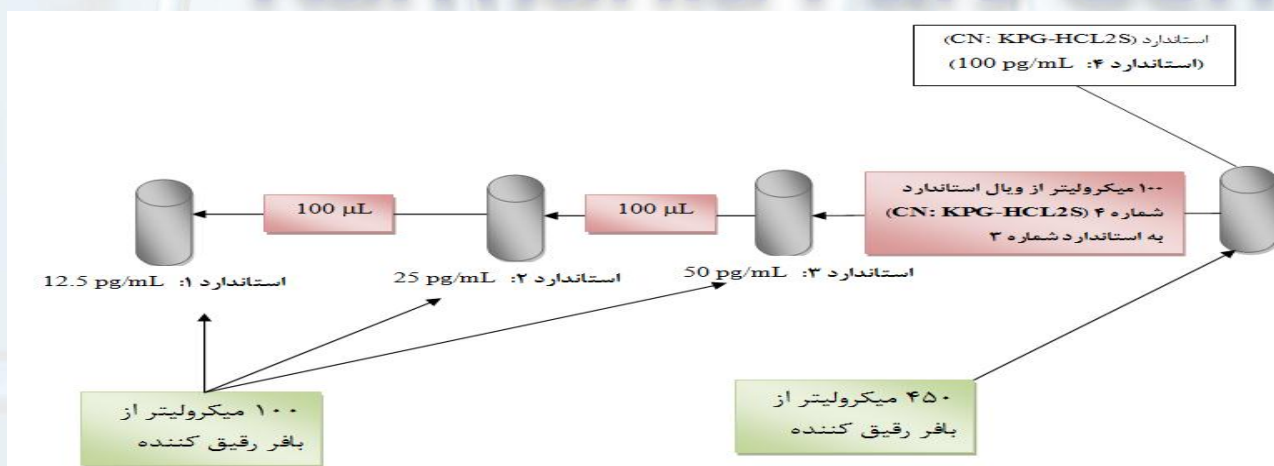 استاندارد (CN: KPG-HCL2S)
(استاندارد ۴: 100 pg/mL)
۱۰۰ میکرولیتر از ویال استاندارد
شماره ۴ (CN: KPG-HCL2S)
به استاندارد شماره ۳
100 µL
100 µL
استاندارد ۳: 50 pg/mL
استاندارد ۲: 25 pg/mL
استاندارد ۱: 12.5 pg/mL
۴۵۰ میکرولیتر از
بافر رقیق کننده
۱۰۰ میکرولیتر از
بافر رقیق کننده